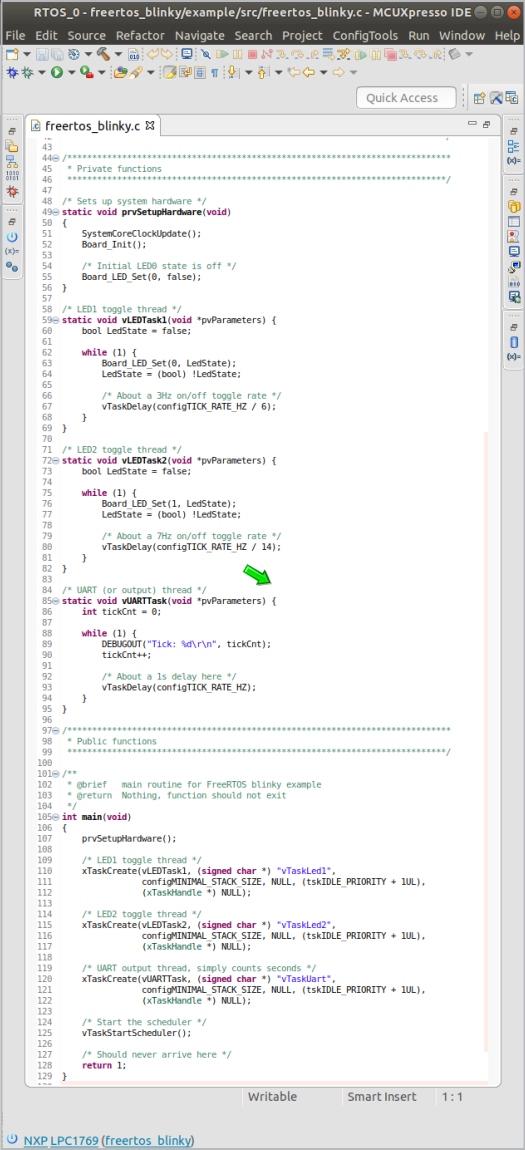 RTOS_0 - freertos_blinky/example/src/freertos_blinky.c - MCUXpresso IDE
File Edit Source Refactor Navigate Search Project ConfigTools Run Window Help
Quick Access
freertos_blinky.c
43
44 /*****************************************************************************
45  * Private functions
46  ****************************************************************************/
47
48 /* Sets up system hardware */
49 static void prvSetupHardware(void)
50 {
51     SystemCoreClockUpdate();
52     Board_Init();
53
54     /* Initial LED0 state is off */
55     Board_LED_Set(0, false);
56 }
57
58 /* LED1 toggle thread */
59 static void vLEDTask1(void *pvParameters) {
60     bool LedState = false;
61
62     while (1) {
63         Board_LED_Set(0, LedState);
64         LedState = (bool) !LedState;
65
66         /* About a 3Hz on/off toggle rate */
67         vTaskDelay(configTICK_RATE_HZ / 6);
68     }
69 }
70
71 /* LED2 toggle thread */
72 static void vLEDTask2(void *pvParameters) {
73     bool LedState = false;
74
75     while (1) {
76         Board_LED_Set(1, LedState);
77         LedState = (bool) !LedState;
78
79         /* About a 7Hz on/off toggle rate */
80         vTaskDelay(configTICK_RATE_HZ / 14);
81     }
82 }
83
84 /* UART (or output) thread */
85 static void vUARTTask(void *pvParameters) {
86     int tickCnt = 0;
87
88     while (1) {
89         DEBUGOUT("Tick: %d\r\n", tickCnt);
90         tickCnt++;
91
92         /* About a 1s delay here */
93         vTaskDelay(configTICK_RATE_HZ);
94     }
95 }
96
97 /*****************************************************************************
98  * Public functions
99  ****************************************************************************/
100
101 /**
102  * @brief   main routine for FreeRTOS blinky example
103  * @return  Nothing, function should not exit
104  */
105 int main(void)
106 {
107     prvSetupHardware();
108
109     /* LED1 toggle thread */
110     xTaskCreate(vLEDTask1, (signed char *) "vTaskLed1",
111                 configMINIMAL_STACK_SIZE, NULL, (tskIDLE_PRIORITY + 1UL),
112                 (xTaskHandle *) NULL);
113
114     /* LED2 toggle thread */
115     xTaskCreate(vLEDTask2, (signed char *) "vTaskLed2",
116                 configMINIMAL_STACK_SIZE, NULL, (tskIDLE_PRIORITY + 1UL),
117                 (xTaskHandle *) NULL);
118
119     /* UART output thread, simply counts seconds */
120     xTaskCreate(vUARTTask, (signed char *) "vTaskUart",
121                 configMINIMAL_STACK_SIZE, NULL, (tskIDLE_PRIORITY + 1UL),
122                 (xTaskHandle *) NULL);
123
124     /* Start the scheduler */
125     vTaskStartScheduler();
126
127     /* Should never arrive here */
128     return 1;
129 }
Writable Smart Insert 1 : 1
NXP LPC1769 (freertos_blinky)